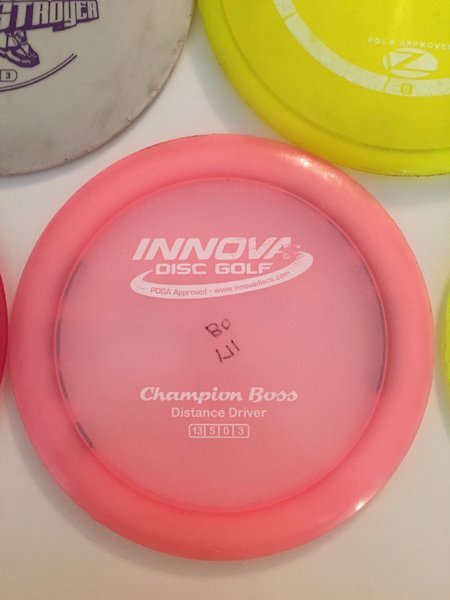 STROYER
3
PDGA APPROVED
Z
INNOVA
DISC GOLF
PDGA Approved • www.innovadiscs.com
BO
Champion Boss
Distance Driver
13 5 0 3